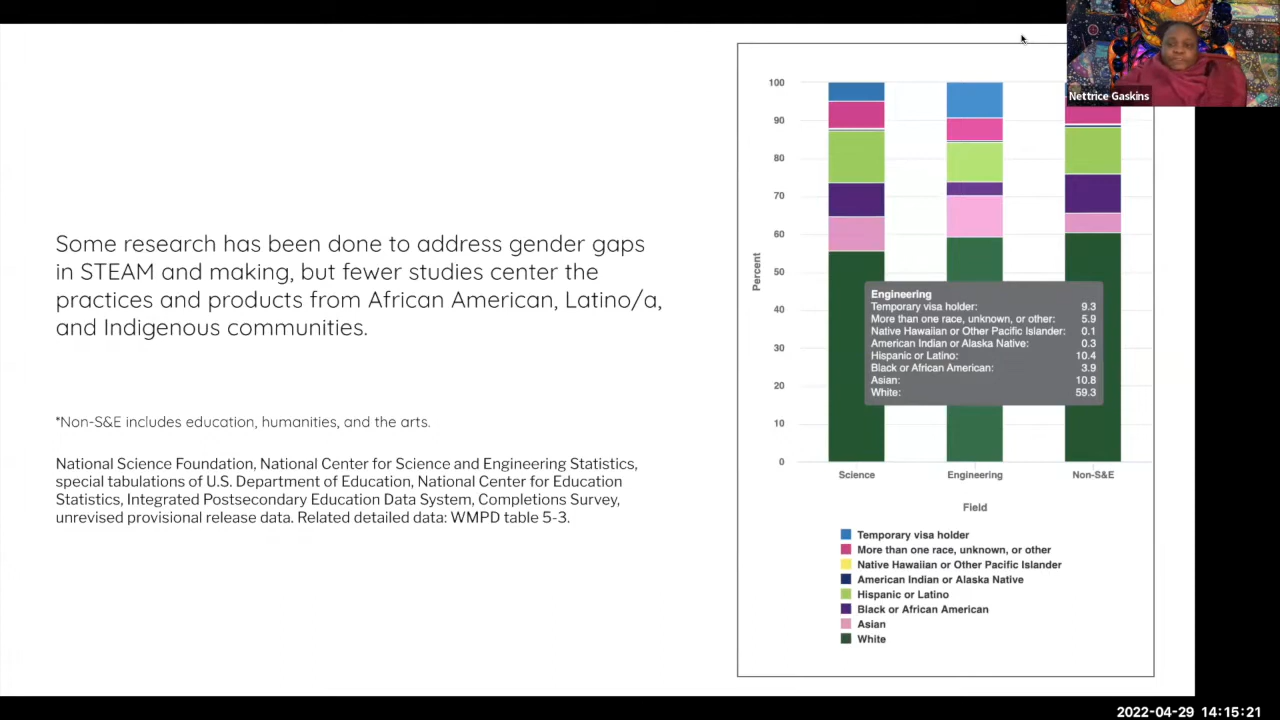 Some research has been done to address gender gaps
in STEAM and making, but fewer studies center the
practices and products from African American, Latino/a,
and Indigenous communities.
*Non-S&E includes education, humanities, and the arts.
National Science Foundation, National Center for Science and Engineering Statistics,
special tabulations of U.S. Department of Education, National Center for Education
Statistics, Integrated Postsecondary Education Data System, Completions Survey,
unrevised provisional release data. Related detailed data: WMPD table 5-3.
Nettrice Gaskins
100
90
80
70
60
50
40
30
20
10
0
Percent
Engineering
Temporary visa holder: 9.3
More than one race, unknown, or other: 5.9
Native Hawaiian or Other Pacific Islander: 0.1
American Indian or Alaska Native: 0.3
Hispanic or Latino: 10.4
Black or African American: 3.9
Asian: 10.8
White: 59.3
Science Engineering Non-S&E
Field
Temporary visa holder
More than one race, unknown, or other
Native Hawaiian or Other Pacific Islander
American Indian or Alaska Native
Hispanic or Latino
Black or African American
Asian
White
2022-04-29 14:15:21